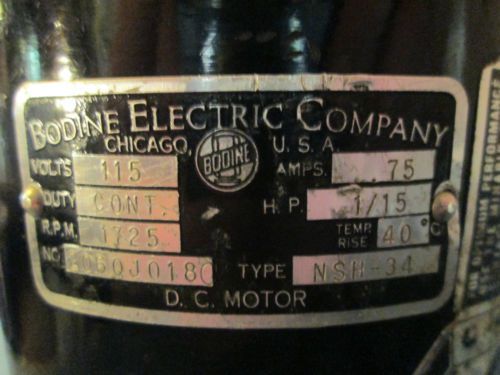 BODINE ELECTRIC COMPANY
CHICAGO, BODINE U. S. A.
VOLTS 115 AMPS. .75
DUTY CONT. H.P. 1/15
R.P.M. 1725 TEMP. RISE 40°C
NO. TYPE NSH-34
D. C. MOTOR